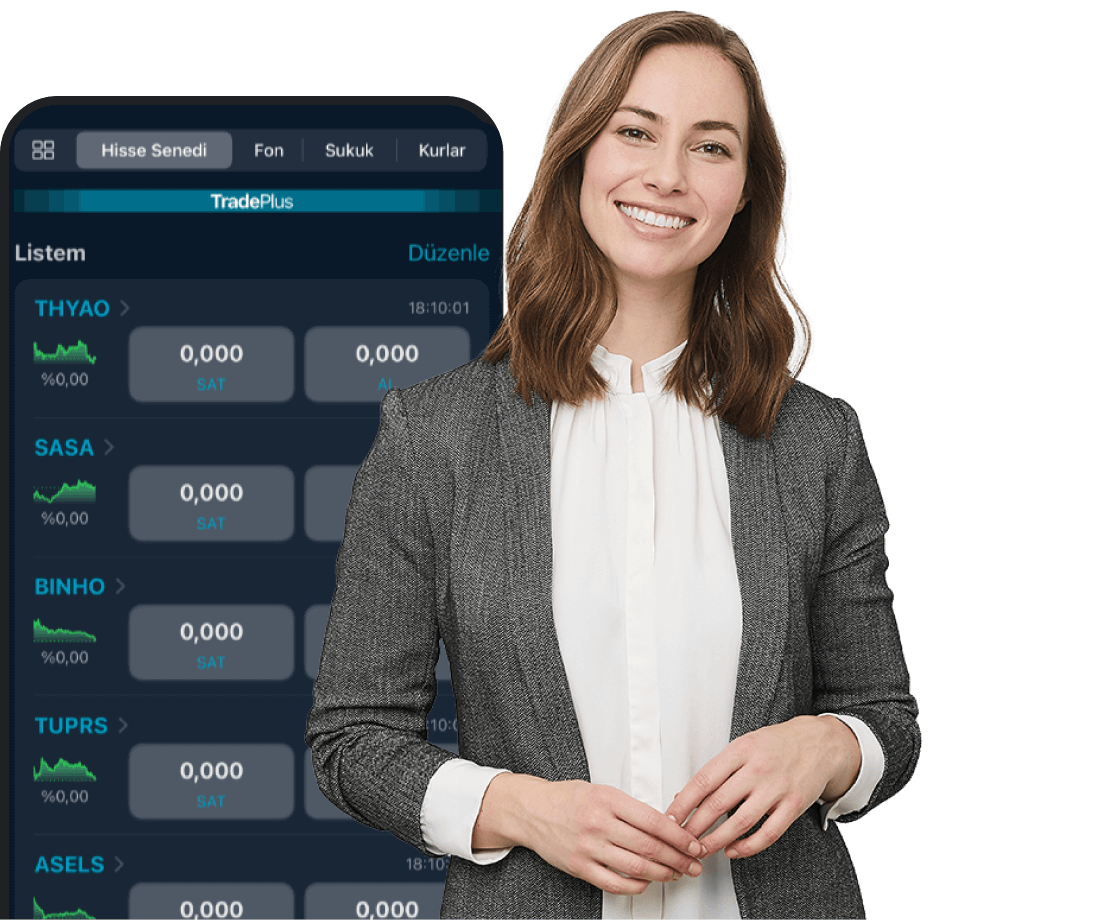 Hisse Senedi Fon Sukuk Kurlar
TradePlus
Listem Düzenle
THYAO 18:10:01
%0,00
0,000 0,000
SAT
SASA
%0,00
0,000
SAT
BINHO
%0,00
0,000
SAT
TUPRS
%0,00
0,000
SAT
ASELS 18:10:
0,000 0,000